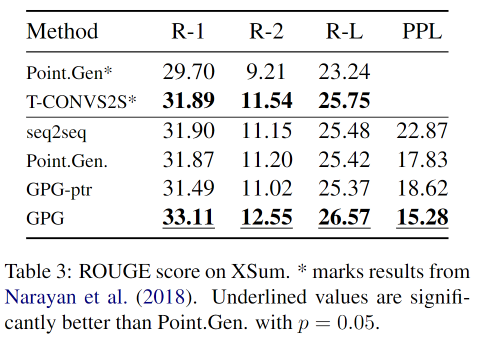 Method R-1 R-2 R-L PPL
Point.Gen* 29.70 9.21 23.24
T-CONVS2S* 31.89 11.54 25.75
seq2seq 31.90 11.15 25.48 22.87
Point.Gen. 31.87 11.20 25.42 17.83
GPG-ptr 31.49 11.02 25.37 18.62
GPG 33.11 12.55 26.57 15.28
Table 3: ROUGE score on XSum. * marks results from
Narayan et al. (2018). Underlined values are signifi-
cantly better than Point.Gen. with p = 0.05.